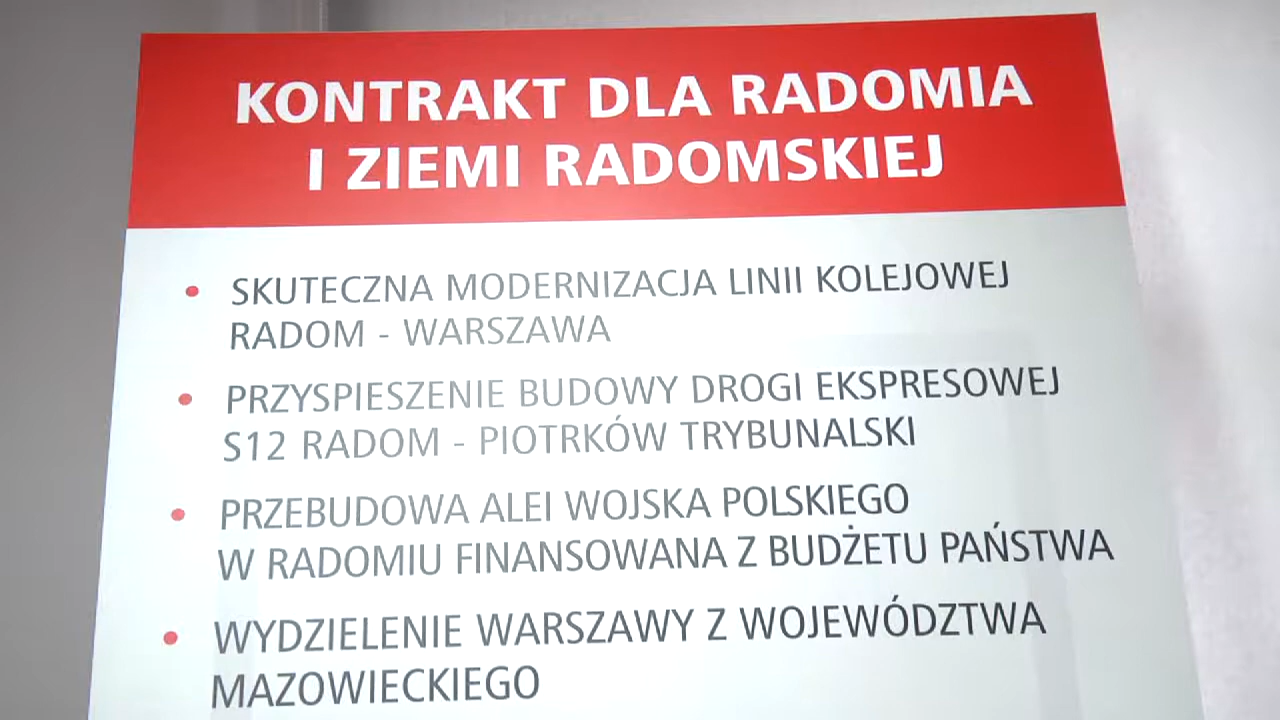 KONTRAKT DLA RADOMIA
I ZIEMI RADOMSKIEJ
• SKUTECZNA MODERNIZACJA LINII KOLEJOWEJ
RADOM - WARSZAWA
• PRZYSPIESZENIE BUDOWY DROGI EKSPRESOWEJ
S12 RADOM - PIOTRKÓW TRYBUNALSKI
• PRZEBUDOWA ALEI WOJSKA POLSKIEGO
W RADOMIU FINANSOWANA Z BUDŻETU PAŃSTWA
• WYDZIELENIE WARSZAWY Z WOJEWÓDZTWA
MAZOWIECKIEGO